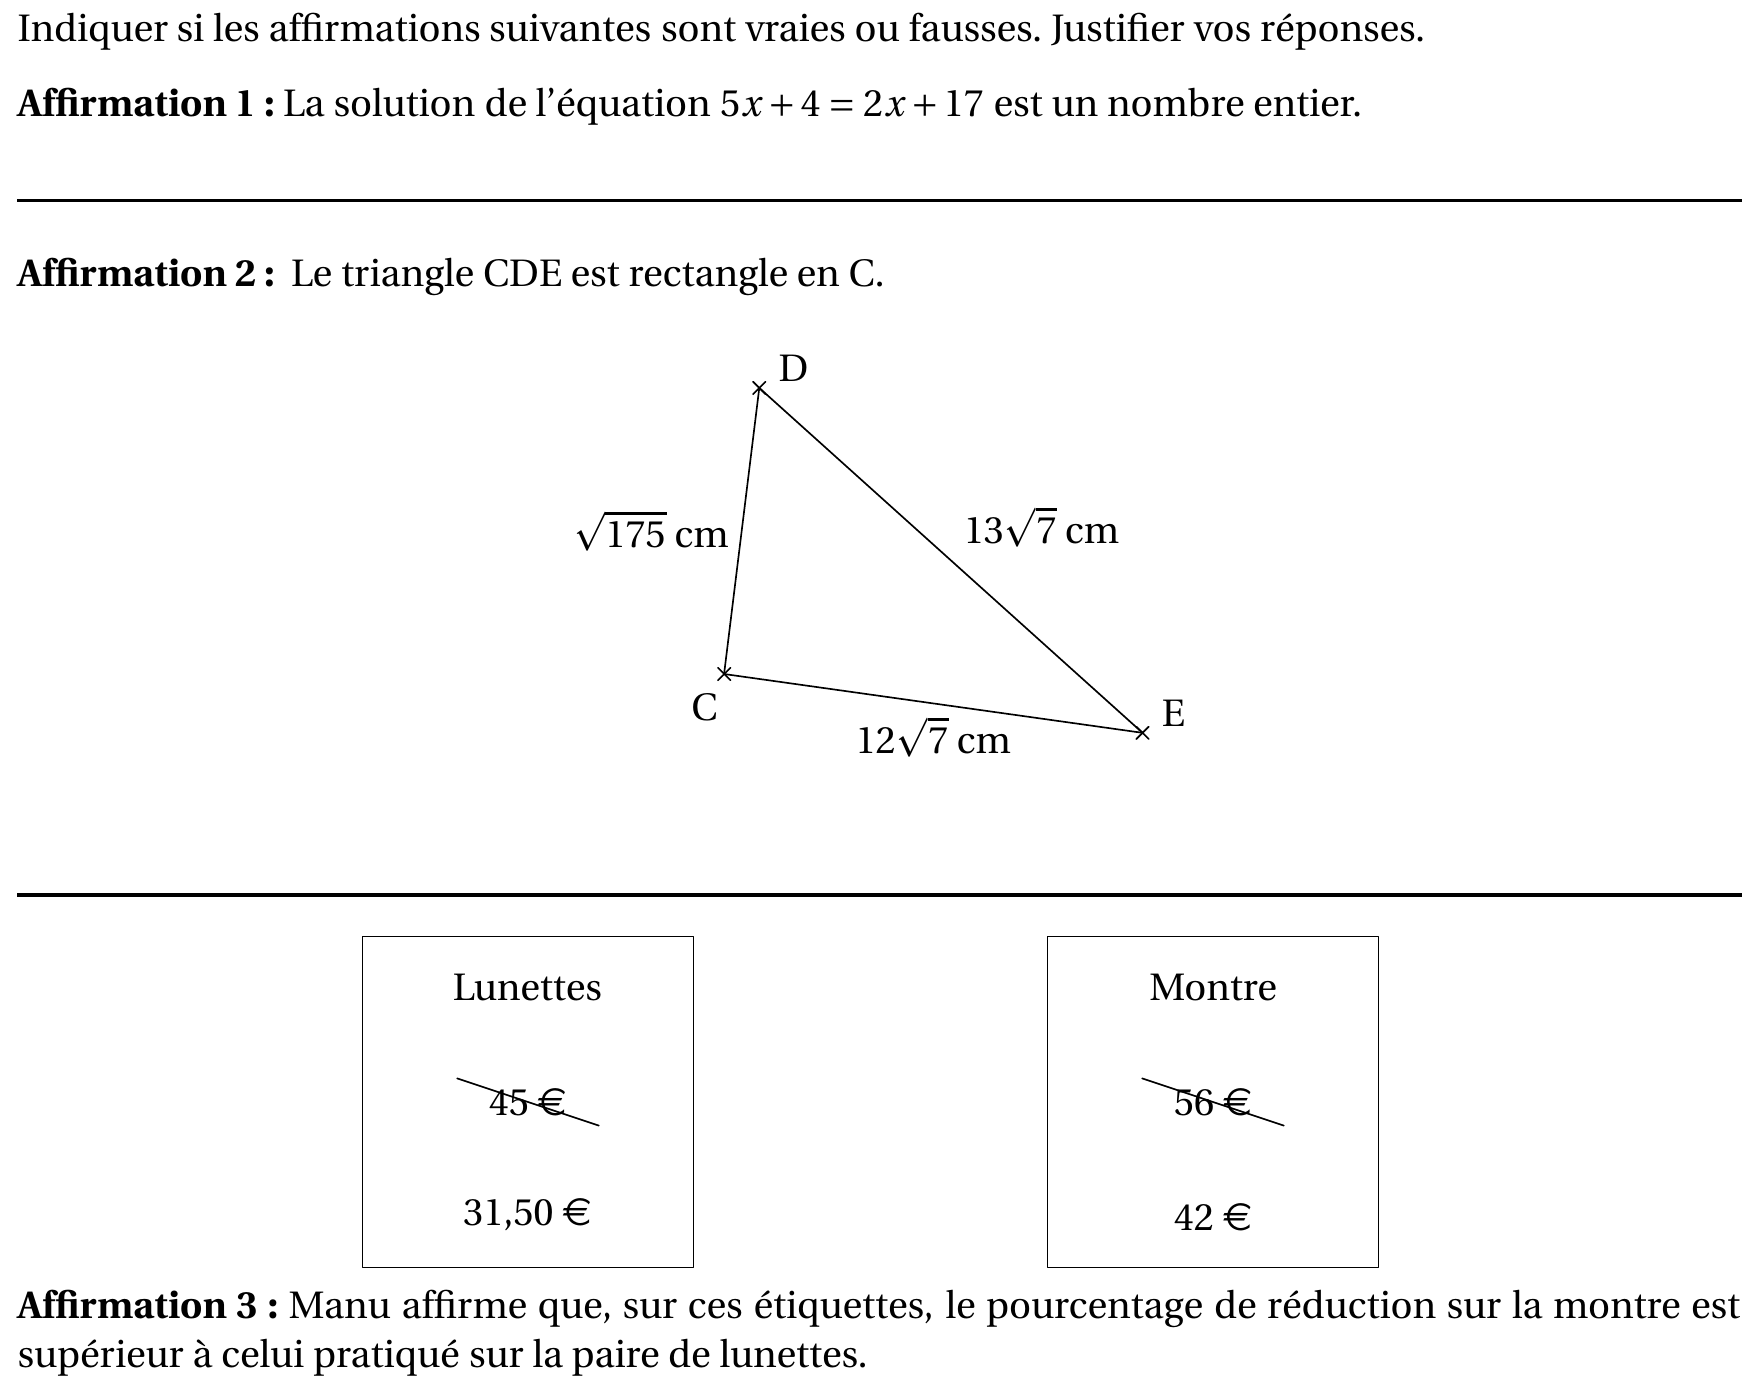 Indiquer si les affirmations suivantes sont vraies ou fausses. Justifier vos réponses.
Affirmation 1 : La solution de l'équation 5x + 4 = 2x + 17 est un nombre entier.
Affirmation 2 : Le triangle CDE est rectangle en C.
D
√175 cm
13√7 cm
C
E
12√7 cm
Lunettes
45 €
31,50 €
Montre
56 €
42 €
Affirmation 3 : Manu affirme que, sur ces étiquettes, le pourcentage de réduction sur la montre est
supérieur à celui pratiqué sur la paire de lunettes.